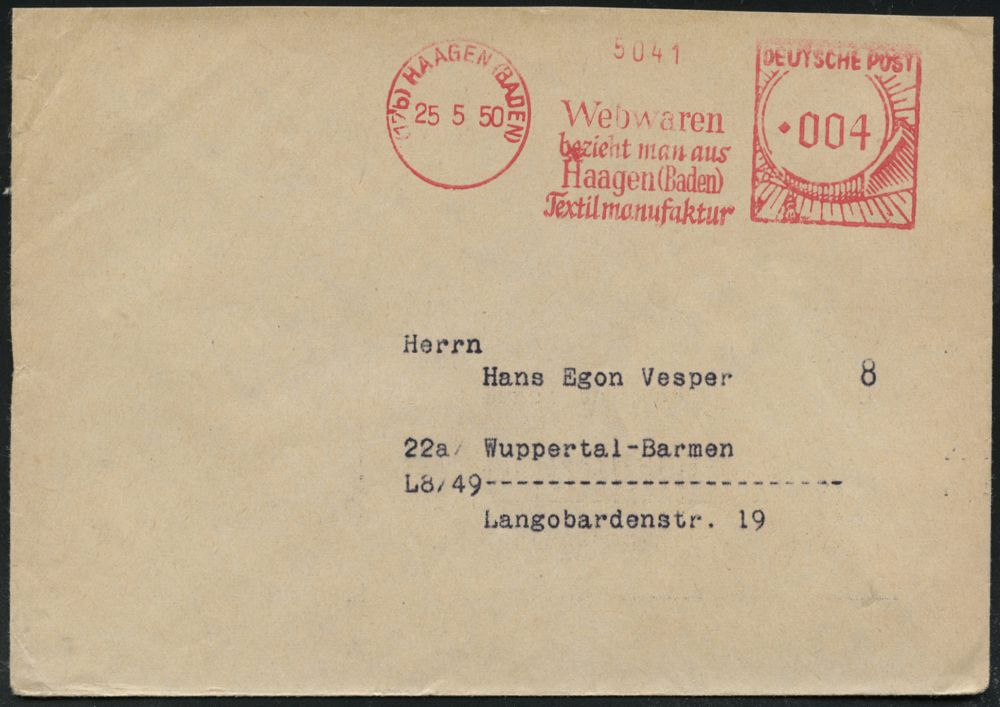 (17b) HAAGEN (BADEN)
25 5 50
5041
Webwaren
bezieht man aus
Haagen (Baden)
Textilmanufaktur
DEUTSCHE POST
004
Herrn
Hans Egon Vesper 8
22a/ Wuppertal-Barmen
L8/49-----------------------
Langobardenstr. 19